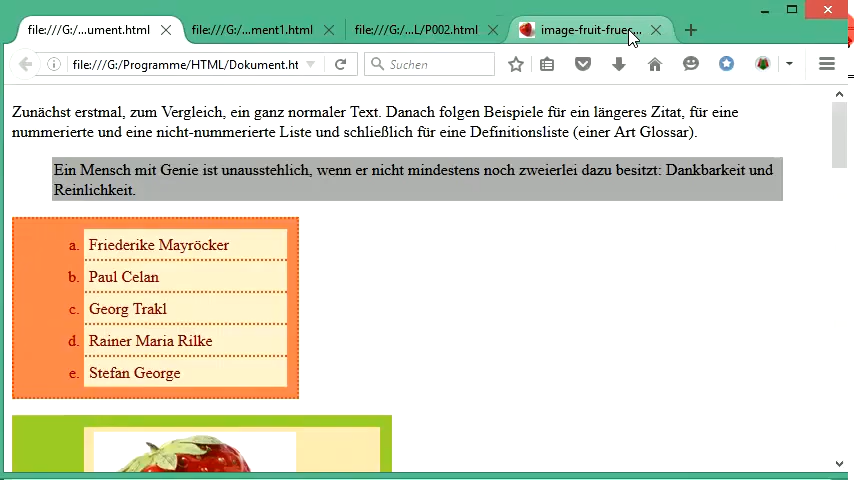 file:///G:/...ument.html
file:///G:/...ment1.html
file:///G:/...L/P002.html
image-fruit-frue...
file:///G:/Programme/HTML/Dokument.ht
Suchen
Zunächst erstmal, zum Vergleich, ein ganz normaler Text. Danach folgen Beispiele für ein längeres Zitat, für eine
nummerierte und eine nicht-nummerierte Liste und schließlich für eine Definitionsliste (einer Art Glossar).
Ein Mensch mit Genie ist unausstehlich, wenn er nicht mindestens noch zweierlei dazu besitzt: Dankbarkeit und
Reinlichkeit.
a. Friederike Mayröcker
b. Paul Celan
c. Georg Trakl
d. Rainer Maria Rilke
e. Stefan George